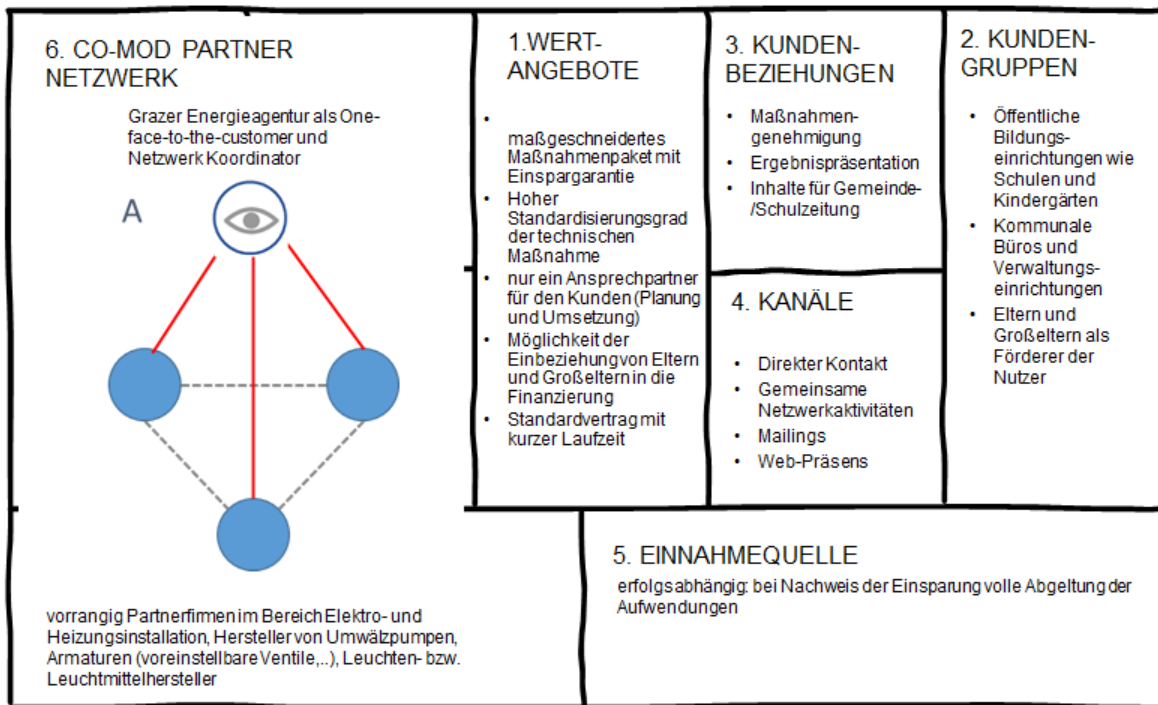 6. CO-MOD PARTNER
NETZWERK
Grazer Energieagentur als One-
face-to-the-customer und
Netzwerk Koordinator
A
vorrangig Partnerfirmen im Bereich Elektro- und
Heizungsinstallation, Hersteller von Umwälzpumpen,
Armaturen (voreinstellbare Ventile,..), Leuchten- bzw.
Leuchtmittelhersteller
1.WERT-
ANGEBOTE
•
maßgeschneidertes
Maßnahmenpaket mit
Einspargarantie
• Hoher
Standardisierungsgrad
der technischen
Maßnahme
• nur ein Ansprechpartner
für den Kunden (Planung
und Umsetzung)
• Möglichkeit der
Einbeziehung von Eltern
und Großeltern in die
Finanzierung
• Standardvertrag mit
kurzer Laufzeit
3. KUNDEN-
BEZIEHUNGEN
• Maßnahmen-
genehmigung
• Ergebnispräsentation
• Inhalte für Gemeinde-
/Schulzeitung
4. KANÄLE
• Direkter Kontakt
• Gemeinsame
Netzwerkaktivitäten
• Mailings
• Web-Präsens
2. KUNDEN-
GRUPPEN
• Öffentliche
Bildungs-
einrichtungen wie
Schulen und
Kindergärten
• Kommunale
Büros und
Verwaltungs-
einrichtungen
• Eltern und
Großeltern als
Förderer der
Nutzer
5. EINNAHMEQUELLE
erfolgsabhängig: bei Nachweis der Einsparung volle Abgeltung der
Aufwendungen